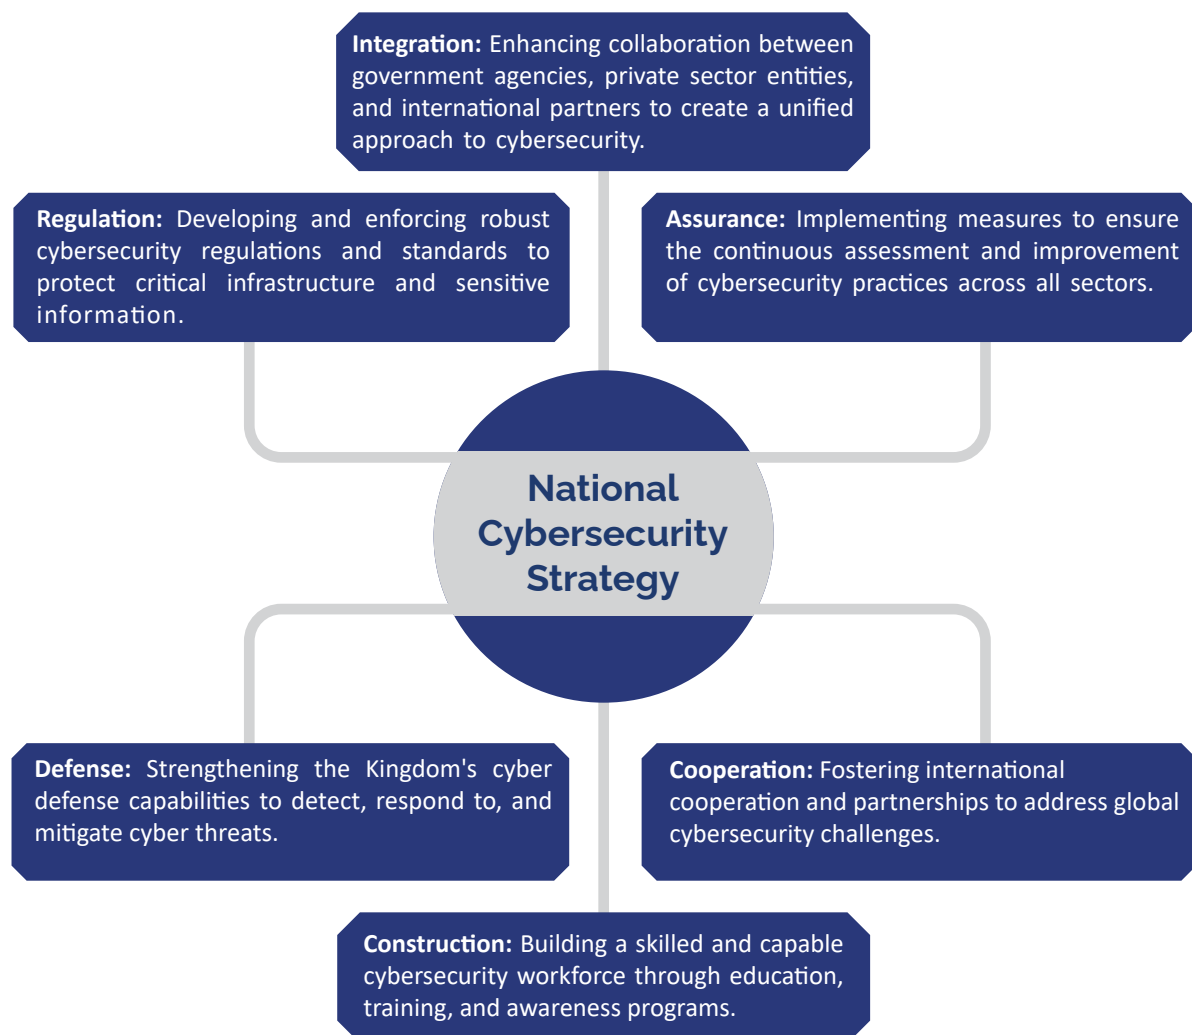 Integration: Enhancing collaboration between
government agencies, private sector entities,
and international partners to create a unified
approach to cybersecurity.
Regulation: Developing and enforcing robust
cybersecurity regulations and standards to
protect critical infrastructure and sensitive
information.
Assurance: Implementing measures to ensure
the continuous assessment and improvement
of cybersecurity practices across all sectors.
National
Cybersecurity
Strategy
Defense: Strengthening the Kingdom's cyber
defense capabilities to detect, respond to, and
mitigate cyber threats.
Cooperation: Fostering international
cooperation and partnerships to address global
cybersecurity challenges.
Construction: Building a skilled and capable
cybersecurity workforce through education,
training, and awareness programs.